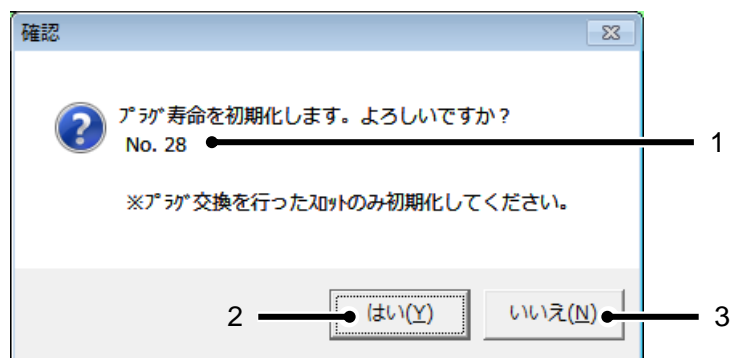 確認
ﾌﾟﾗｸﾞ寿命を初期化します。よろしいですか？
No. 28
1
※ﾌﾟﾗｸﾞ交換を行ったｽﾛｯﾄのみ初期化してください。
2
はい(Y)
いいえ(N)
3